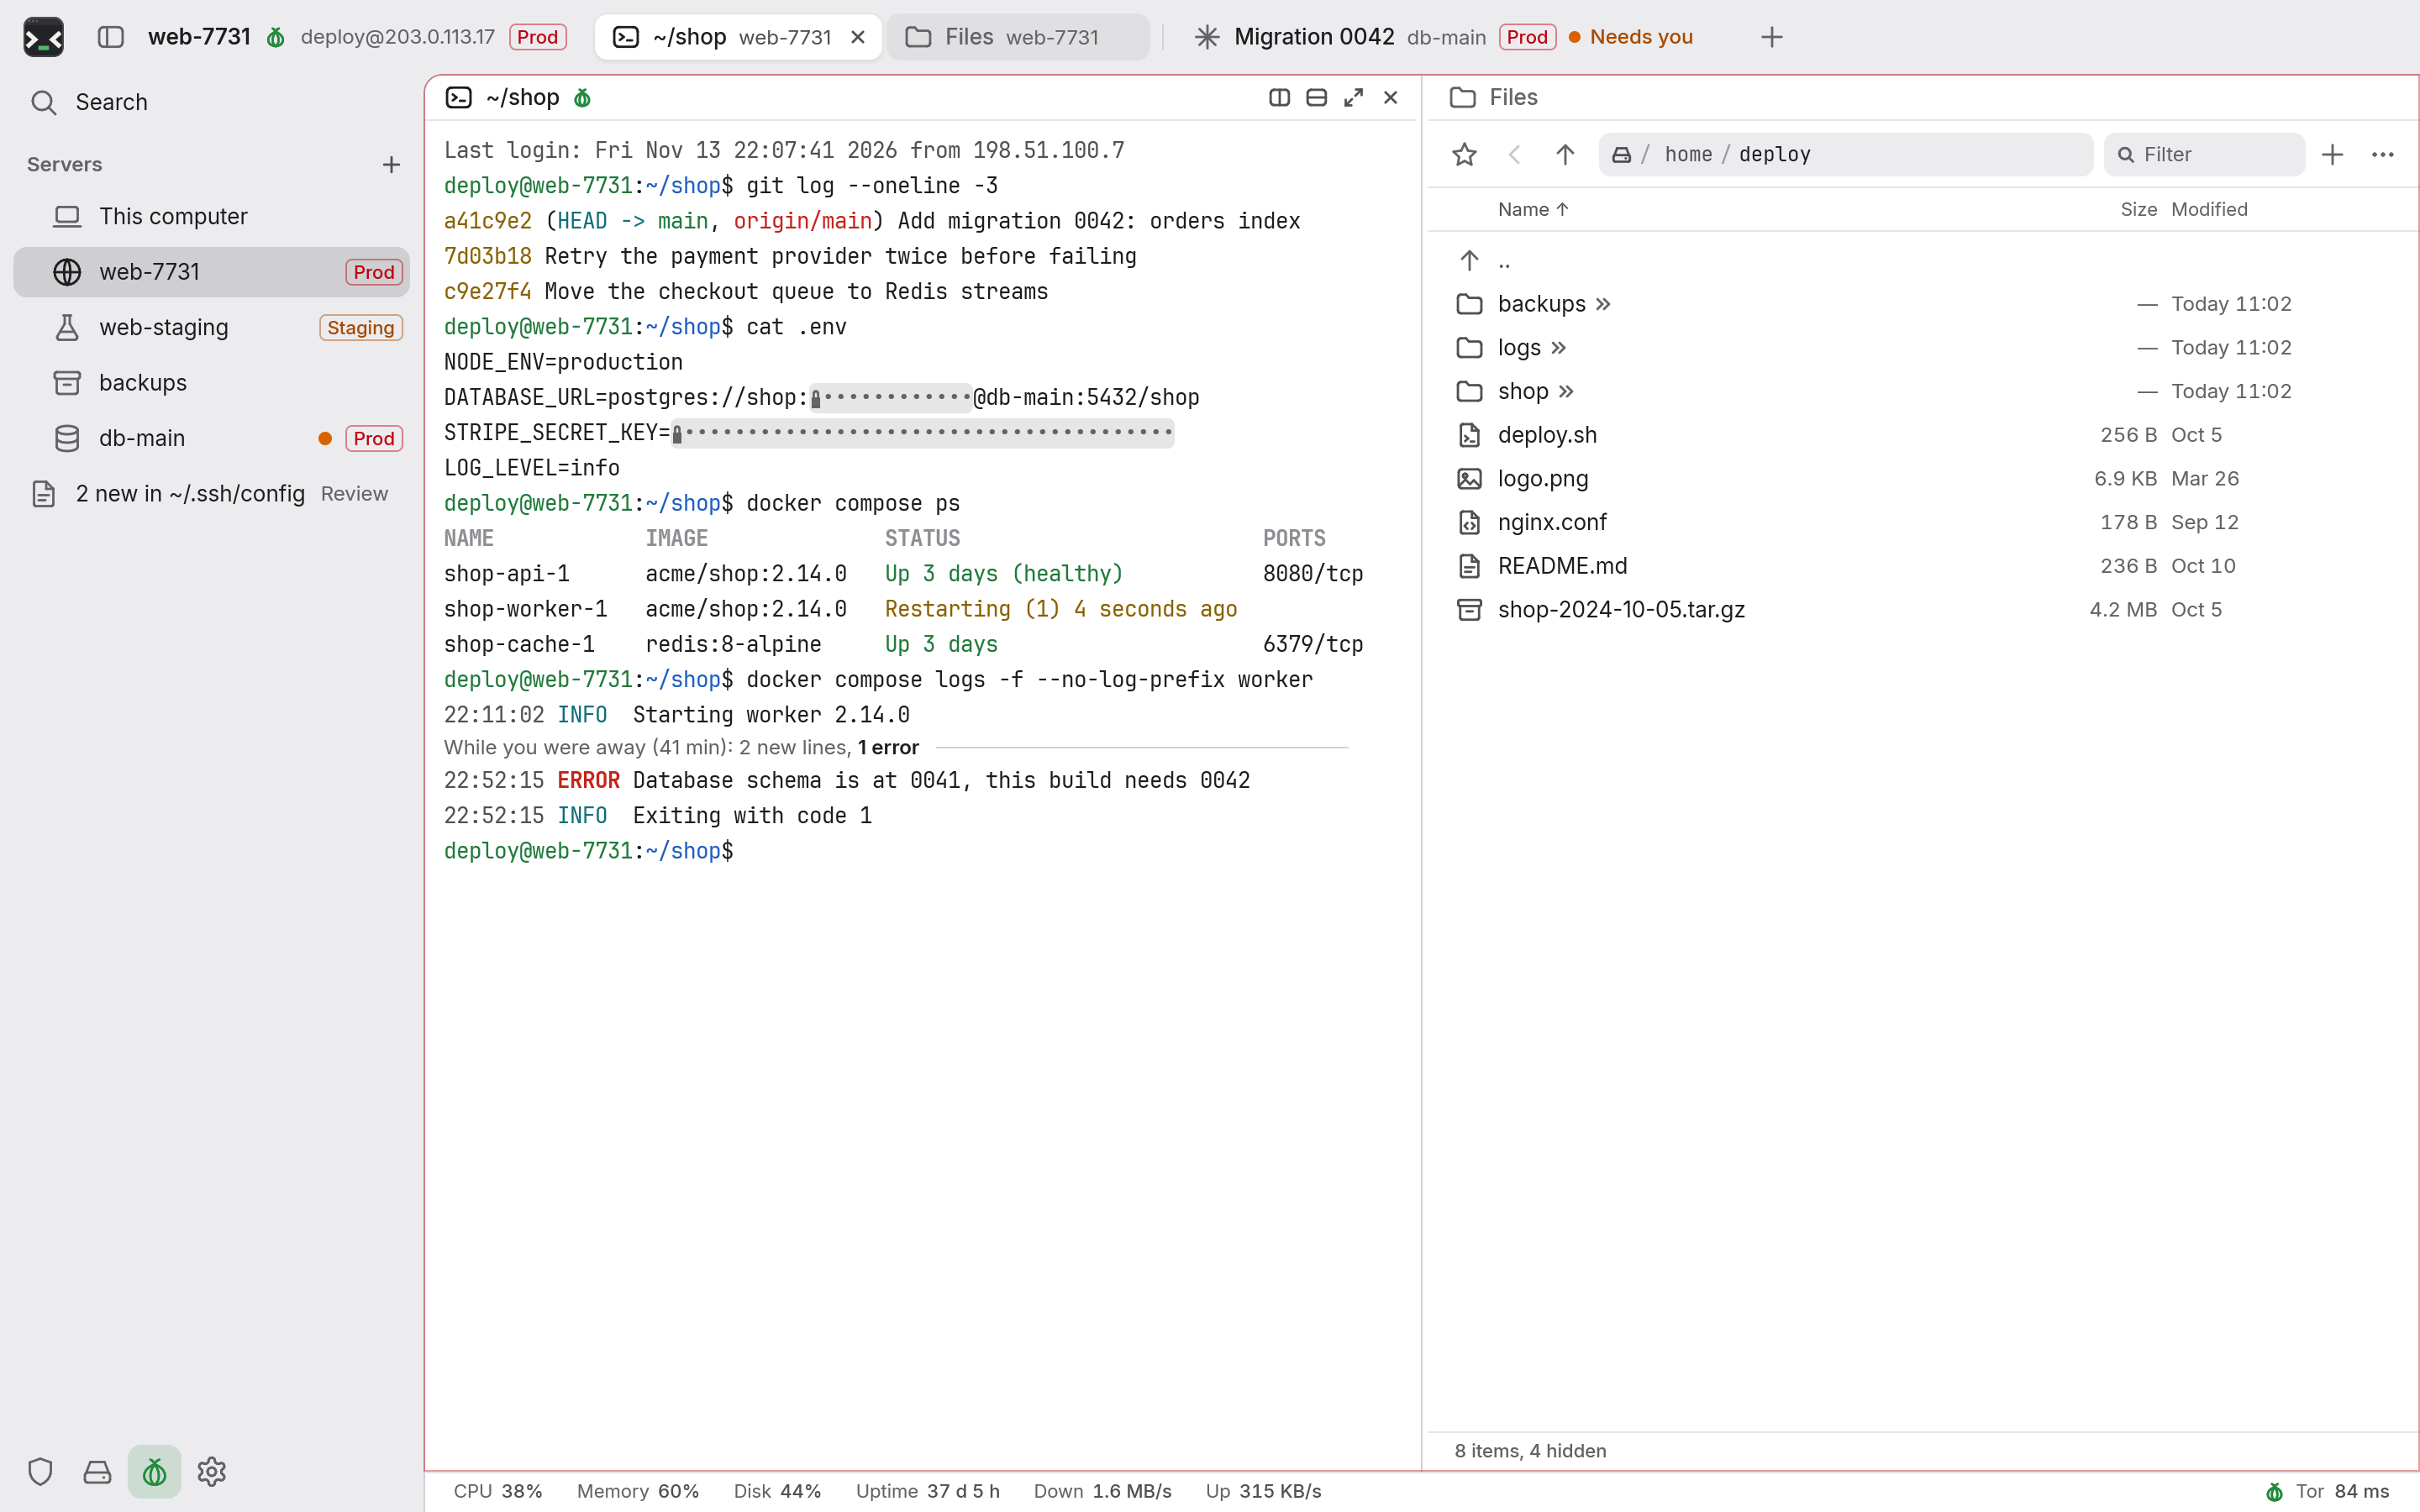 web-7731 deploy@203.0.113.17 Prod
~/shop web-7731
Files web-7731
Migration 0042 db-main Prod Needs you
Search
Servers
This computer
web-7731 Prod
web-staging Staging
backups
db-main Prod
2 new in ~/.ssh/config Review
~/shop
Last login: Fri Nov 13 22:07:41 2026 from 198.51.100.7
deploy@web-7731:~/shop$ git log --oneline -3
a41c9e2 (HEAD -> main, origin/main) Add migration 0042: orders index
7d03b18 Retry the payment provider twice before failing
c9e27f4 Move the checkout queue to Redis streams
deploy@web-7731:~/shop$ cat .env
NODE_ENV=production
DATABASE_URL=postgres://shop:••••••••••••@db-main:5432/shop
STRIPE_SECRET_KEY=•••••••••••••••••••••••••••••••••••••••
LOG_LEVEL=info
deploy@web-7731:~/shop$ docker compose ps
NAME IMAGE STATUS PORTS
shop-api-1 acme/shop:2.14.0 Up 3 days (healthy) 8080/tcp
shop-worker-1 acme/shop:2.14.0 Restarting (1) 4 seconds ago
shop-cache-1 redis:8-alpine Up 3 days 6379/tcp
deploy@web-7731:~/shop$ docker compose logs -f --no-log-prefix worker
22:11:02 INFO Starting worker 2.14.0
While you were away (41 min): 2 new lines, 1 error
22:52:15 ERROR Database schema is at 0041, this build needs 0042
22:52:15 INFO Exiting with code 1
deploy@web-7731:~/shop$
Files
/ home / deploy
Filter
Name ↑ Size Modified
..
backups » — Today 11:02
logs » — Today 11:02
shop » — Today 11:02
deploy.sh 256 B Oct 5
logo.png 6.9 KB Mar 26
nginx.conf 178 B Sep 12
README.md 236 B Oct 10
shop-2024-10-05.tar.gz 4.2 MB Oct 5
8 items, 4 hidden
CPU 38% Memory 60% Disk 44% Uptime 37 d 5 h Down 1.6 MB/s Up 315 KB/s
Tor 84 ms